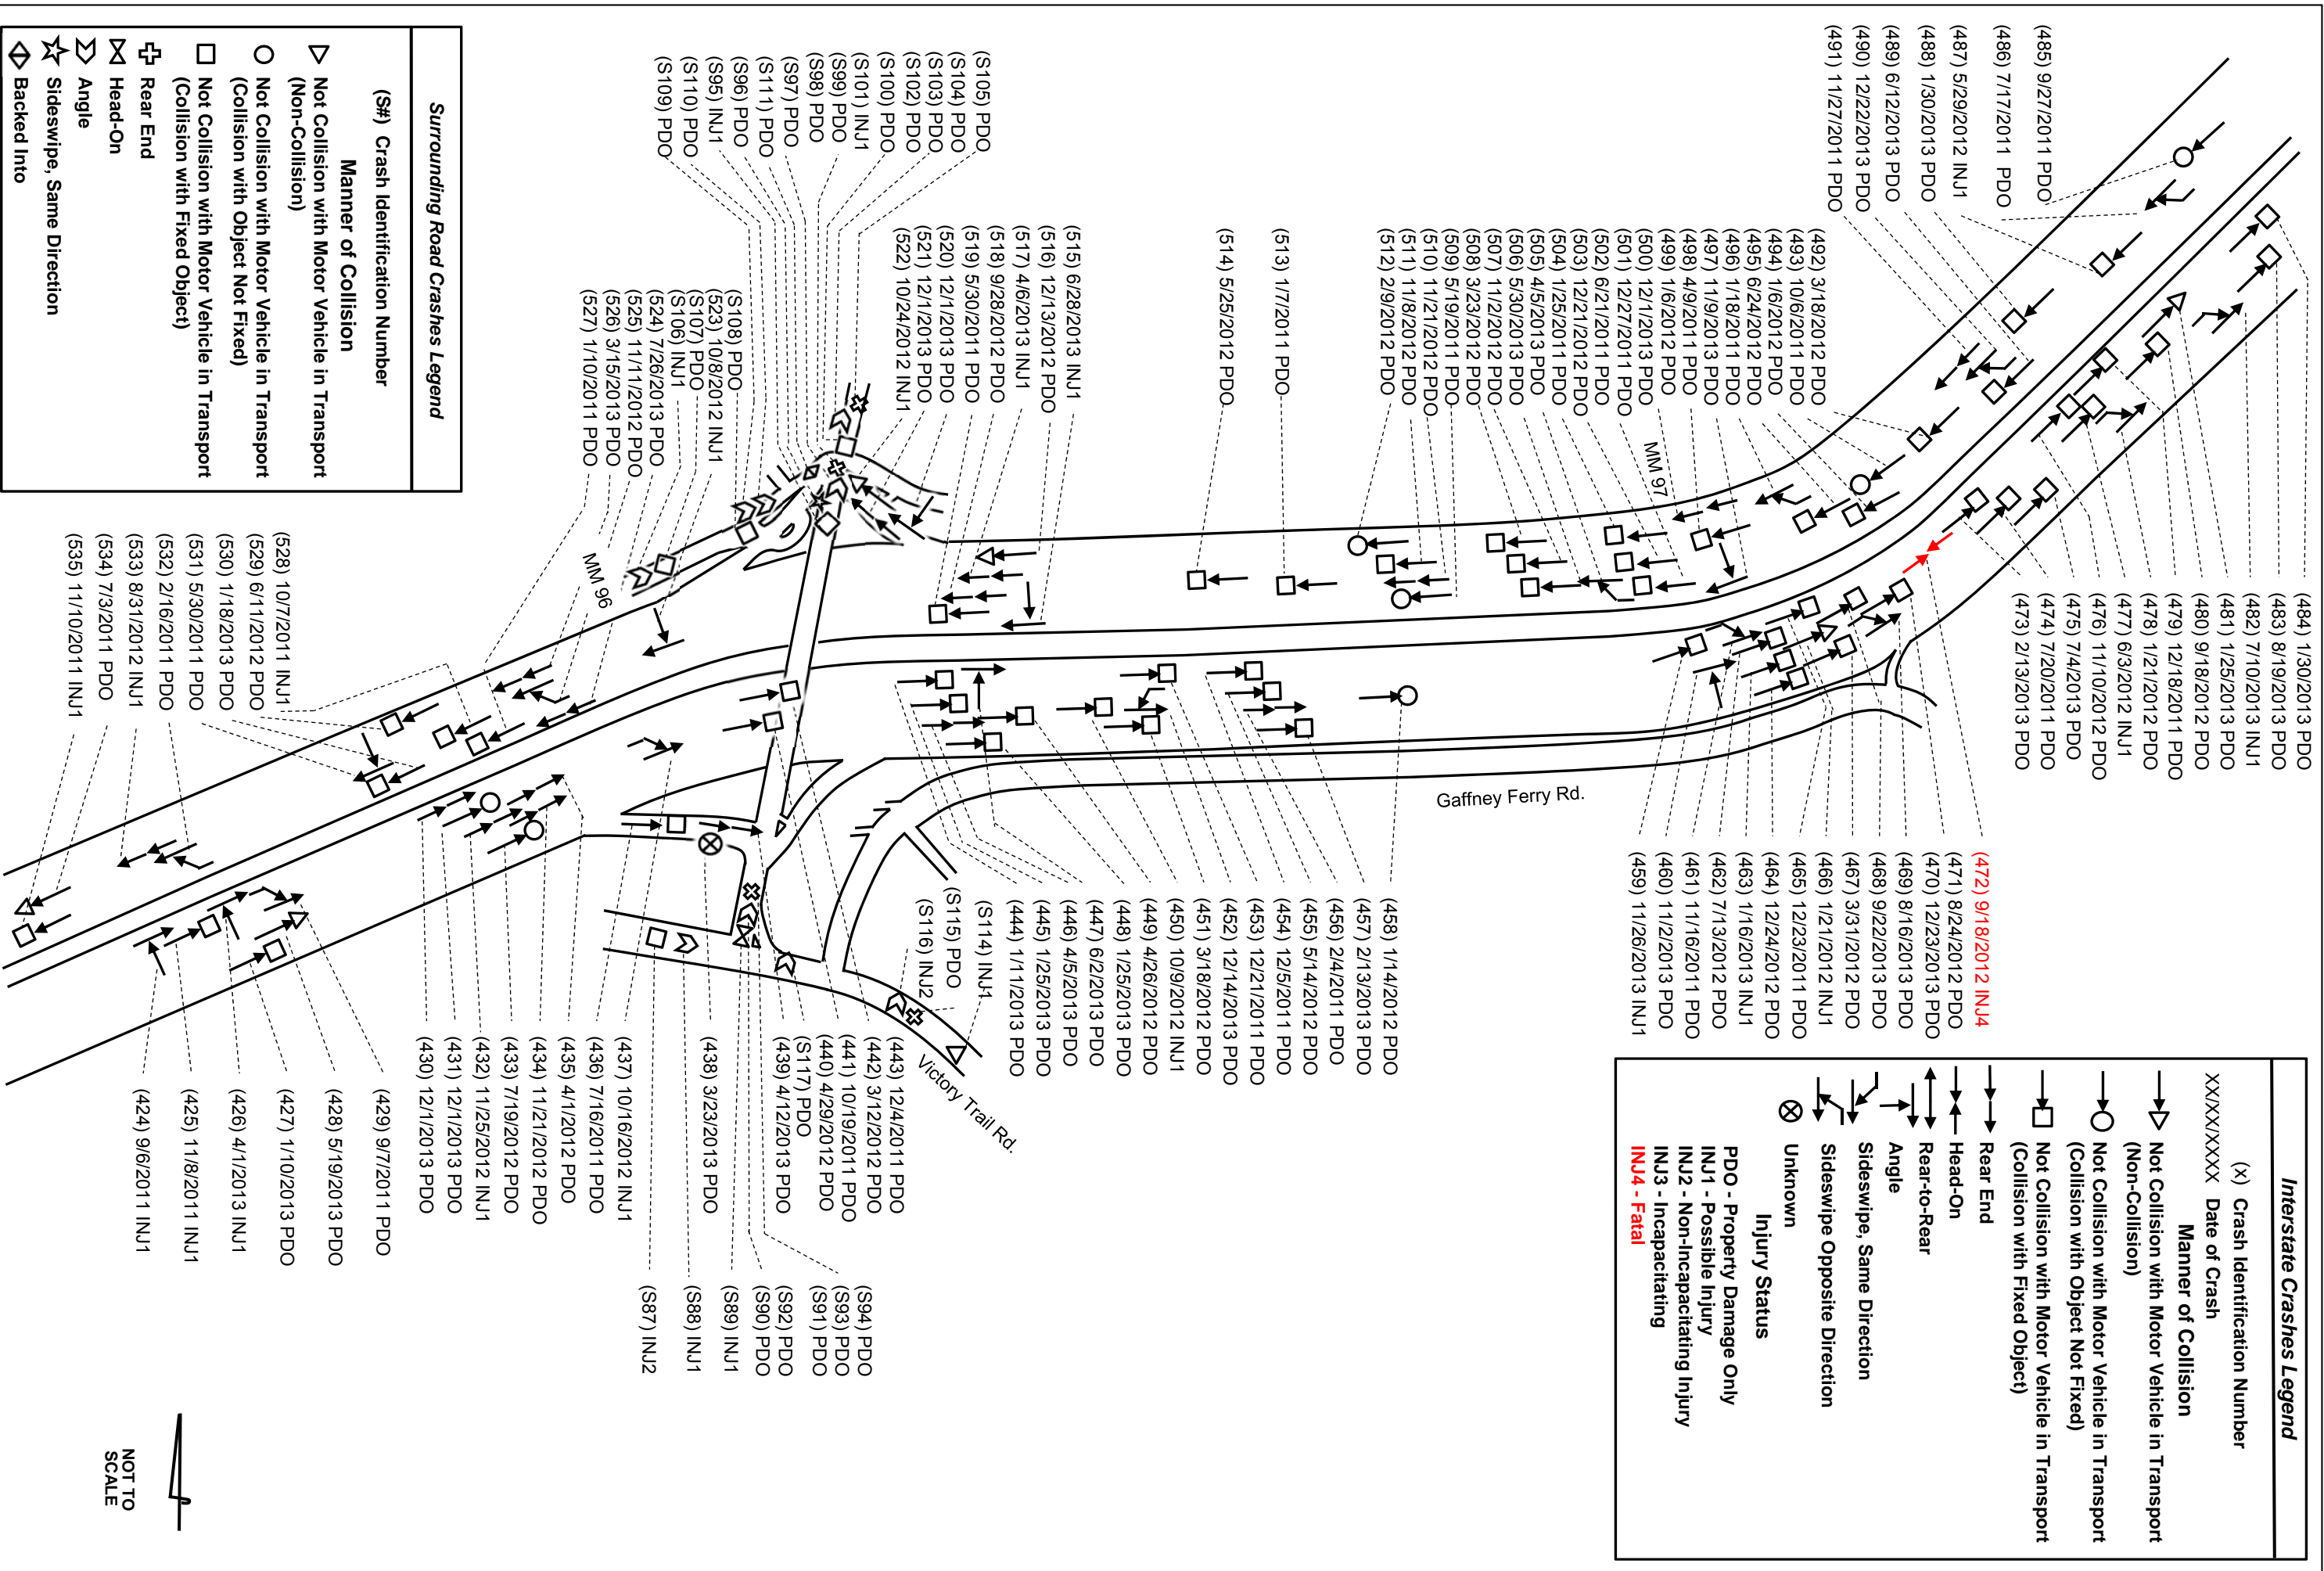 (485) 9/27/2011 PDO
(486) 7/17/2011 PDO
(487) 5/29/2012 INJ1
(488) 1/30/2013 PDO
(489) 6/12/2013 PDO
(490) 12/22/2013 PDO
(491) 11/27/2011 PDO
(492) 3/18/2012 PDO
(493) 10/6/2011 PDO
(494) 1/6/2012 PDO
(495) 6/24/2012 PDO
(496) 1/18/2011 PDO
(497) 11/9/2013 PDO
(498) 4/9/2011 PDO
(499) 1/6/2012 PDO
(500) 12/1/2013 PDO
(501) 12/27/2011 PDO
(502) 6/21/2011 PDO
(503) 12/21/2012 PDO
(504) 1/25/2011 PDO
(505) 4/5/2013 PDO
(506) 5/30/2013 PDO
(507) 11/2/2012 PDO
(508) 3/23/2012 PDO
(509) 5/19/2011 PDO
(510) 11/21/2012 PDO
(511) 11/8/2012 PDO
(512) 2/9/2012 PDO
(513) 1/7/2011 PDO
(514) 5/25/2012 PDO
(515) 6/28/2013 INJ1
(516) 12/13/2012 PDO
(517) 4/6/2013 INJ1
(518) 9/28/2012 PDO
(519) 5/30/2011 PDO
(520) 12/1/2013 PDO
(521) 12/1/2013 PDO
(522) 10/24/2012 INJ1
MM 97
(S105) PDO
(S104) PDO
(S103) PDO
(S102) PDO
(S100) PDO
(S101) INJ1
(S99) PDO
(S98) PDO
(S97) PDO
(S111) PDO
(S96) PDO
(S95) INJ1
(S110) PDO
(S109) PDO
(S108) PDO
(523) 10/8/2012 INJ1
(S107) PDO
(S106) INJ1
(524) 7/26/2013 PDO
(525) 11/11/2012 PDO
(526) 3/15/2013 PDO
(527) 1/10/2011 PDO
MM 96
(528) 10/7/2011 INJ1
(529) 6/11/2012 PDO
(530) 1/18/2013 PDO
(531) 5/30/2011 PDO
(532) 2/16/2011 PDO
(533) 8/31/2012 INJ1
(534) 7/3/2011 PDO
(535) 11/10/2011 INJ1
(484) 1/30/2013 PDO
(483) 8/19/2013 PDO
(482) 7/10/2013 INJ1
(481) 1/25/2013 PDO
(480) 9/18/2012 PDO
(479) 12/18/2011 PDO
(478) 1/21/2012 PDO
(477) 6/3/2012 INJ1
(476) 11/10/2012 PDO
(475) 7/4/2013 PDO
(474) 7/20/2011 PDO
(473) 2/13/2013 PDO
(472) 9/18/2012 INJ4
(471) 8/24/2012 PDO
(470) 12/23/2013 PDO
(469) 8/16/2013 PDO
(468) 9/22/2013 PDO
(467) 3/31/2012 PDO
(466) 1/21/2012 INJ1
(465) 12/23/2011 PDO
(464) 12/24/2012 PDO
(463) 1/16/2013 INJ1
(462) 7/13/2012 PDO
(461) 11/16/2011 PDO
(460) 11/2/2013 PDO
(459) 11/26/2013 INJ1
Gaffney Ferry Rd.
(458) 1/14/2012 PDO
(457) 2/13/2013 PDO
(456) 2/4/2011 PDO
(455) 5/14/2012 PDO
(454) 12/5/2011 PDO
(453) 12/21/2011 PDO
(452) 12/14/2013 PDO
(451) 3/18/2012 PDO
(450) 10/9/2012 INJ1
(449) 4/26/2012 PDO
(448) 1/25/2013 PDO
(447) 6/2/2013 PDO
(446) 4/5/2013 PDO
(445) 1/25/2013 PDO
(444) 1/11/2013 PDO
(S114) INJ1
(S115) PDO
(S116) INJ2
Victory Trail Rd.
(443) 12/4/2011 PDO
(442) 3/12/2012 PDO
(441) 10/19/2011 PDO
(440) 4/29/2012 PDO
(S117) PDO
(439) 4/12/2013 PDO
(438) 3/23/2013 PDO
(437) 10/16/2012 INJ1
(436) 7/16/2011 PDO
(435) 4/1/2012 PDO
(434) 11/21/2012 PDO
(433) 7/19/2012 PDO
(432) 11/25/2012 INJ1
(431) 12/1/2013 PDO
(430) 12/1/2013 PDO
(429) 9/7/2011 PDO
(428) 5/19/2013 PDO
(427) 1/10/2013 PDO
(426) 4/1/2013 INJ1
(425) 11/8/2011 INJ1
(424) 9/6/2011 INJ1
(S94) PDO
(S93) PDO
(S91) PDO
(S92) PDO
(S90) PDO
(S89) INJ1
(S88) INJ1
(S87) INJ2
Surrounding Road Crashes Legend
(S#) Crash Identification Number
Manner of Collision
Not Collision with Motor Vehicle in Transport
(Non-Collision)
Not Collision with Motor Vehicle in Transport
(Collision with Object Not Fixed)
Not Collision with Motor Vehicle in Transport
(Collision with Fixed Object)
Rear End
Head-On
Angle
Sideswipe, Same Direction
Backed Into
Interstate Crashes Legend
(x) Crash Identification Number
XX/XX/XXXX Date of Crash
Manner of Collision
Not Collision with Motor Vehicle in Transport
(Non-Collision)
Not Collision with Motor Vehicle in Transport
(Collision with Object Not Fixed)
Not Collision with Motor Vehicle in Transport
(Collision with Fixed Object)
Rear End
Head-On
Rear-to-Rear
Angle
Sideswipe, Same Direction
Sideswipe Opposite Direction
Unknown
Injury Status
PDO - Property Damage Only
INJ1 - Possible Injury
INJ2 - Non-Incapacitating Injury
INJ3 - Incapacitating
INJ4 - Fatal
NOT TO
SCALE